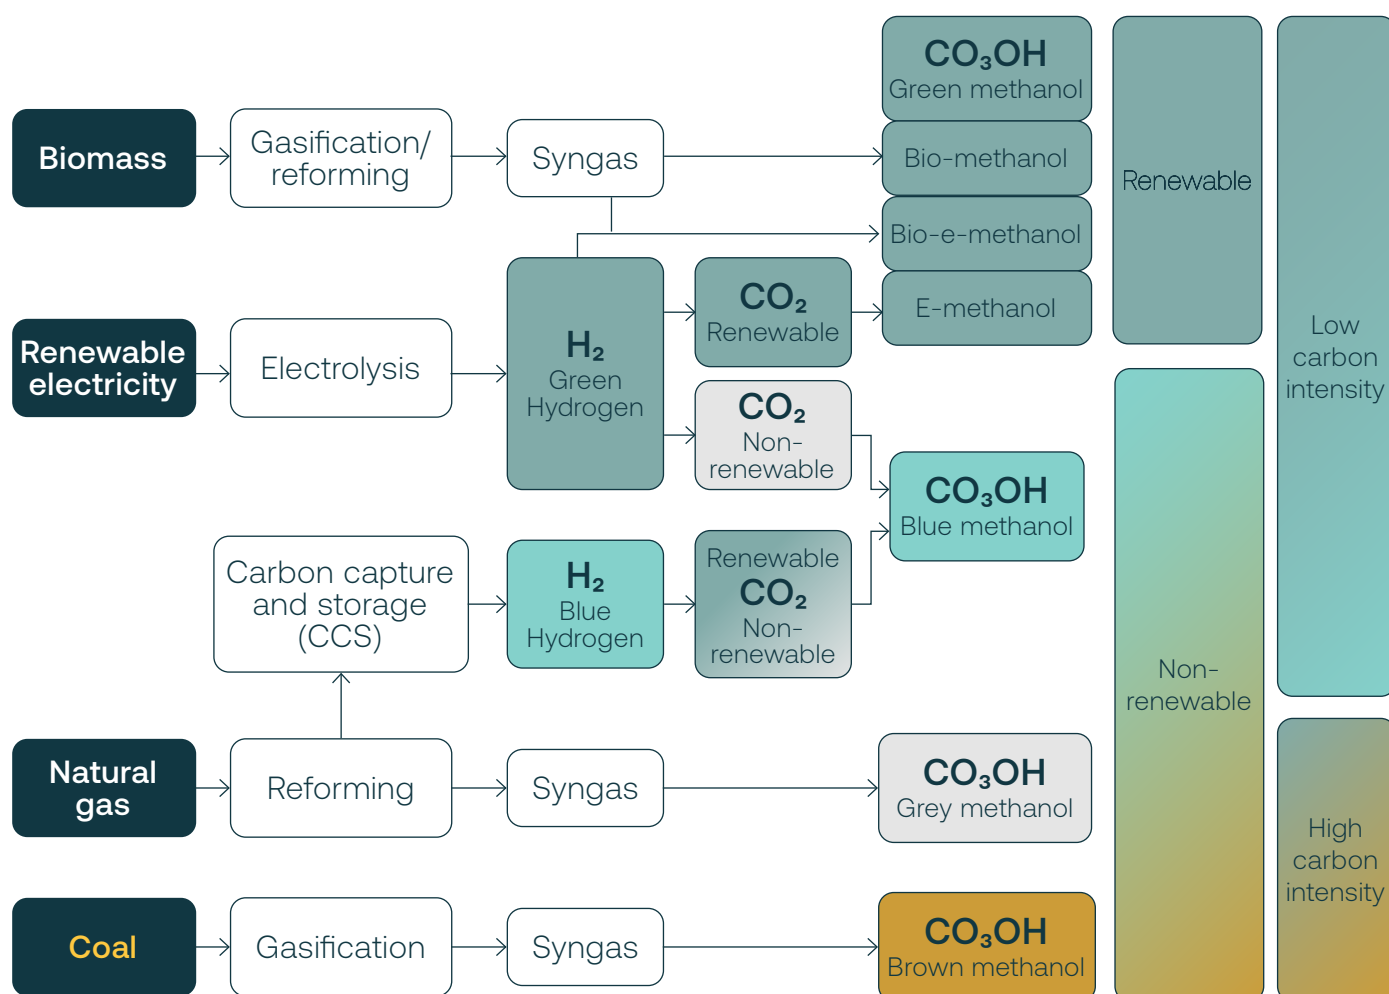 CO₃OH
Green methanol
Biomass
Gasification/
reforming
Syngas
Bio-methanol
Renewable
Bio-e-methanol
Renewable
electricity
Electrolysis
H₂
Green
Hydrogen
CO₂
Renewable
E-methanol
Low
carbon
intensity
CO₂
Non-
renewable
CO₃OH
Blue methanol
Carbon capture
and storage
(CCS)
H₂
Blue
Hydrogen
Renewable
CO₂
Non-
renewable
Non-
renewable
Natural
gas
Reforming
Syngas
CO₃OH
Grey methanol
High
carbon
intensity
Coal
Gasification
Syngas
CO₃OH
Brown methanol